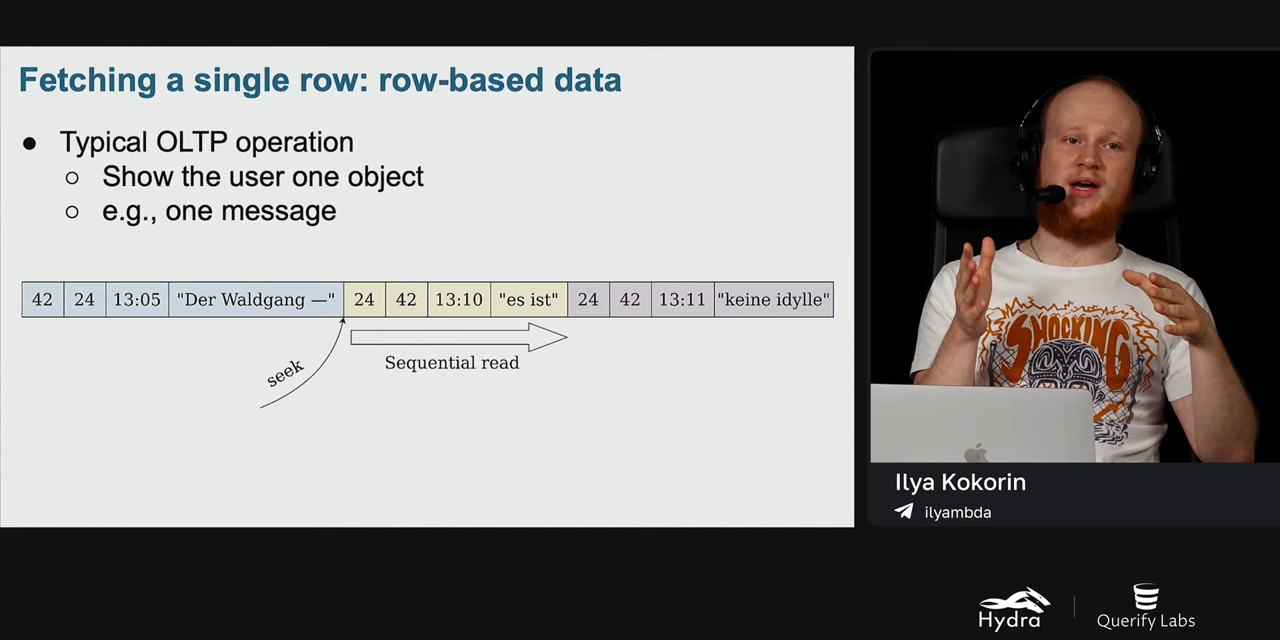 Fetching a single row: row-based data
● Typical OLTP operation
○ Show the user one object
○ e.g., one message
42 24 13:05 "Der Waldgang —" 24 42 13:10 "es ist" 24 42 13:11 "keine idylle"
seek
Sequential read
SHOCKING
Ilya Kokorin
ilyambda
Hydra
Querify Labs